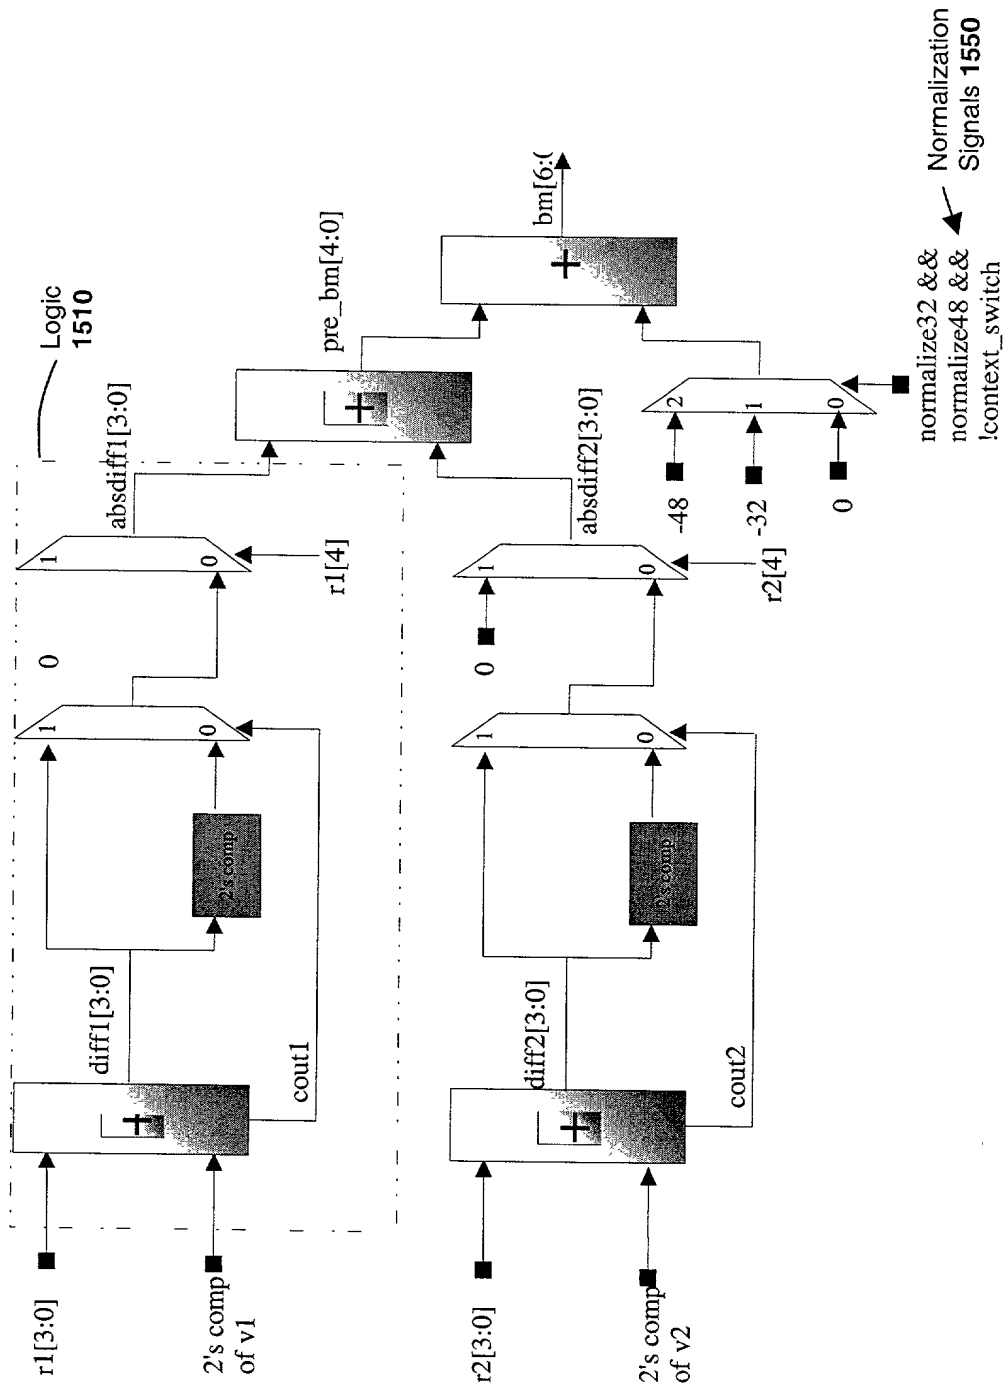 r1[3:0]
2's comp
of v1
diff1[3:0]
cout1
2's comp
1
0
0
1
0
r1[4]
absdiff1[3:0]
Logic
1510
r2[3:0]
2's comp
of v2
diff2[3:0]
cout2
2's comp
1
0
0
1
0
r2[4]
absdiff2[3:0]
pre_bm[4:0]
bm[6:(
-48
-32
0
2
1
0
normalize32 &&
normalize48 &&
!context_switch
Normalization
Signals 1550
+
+
+
+